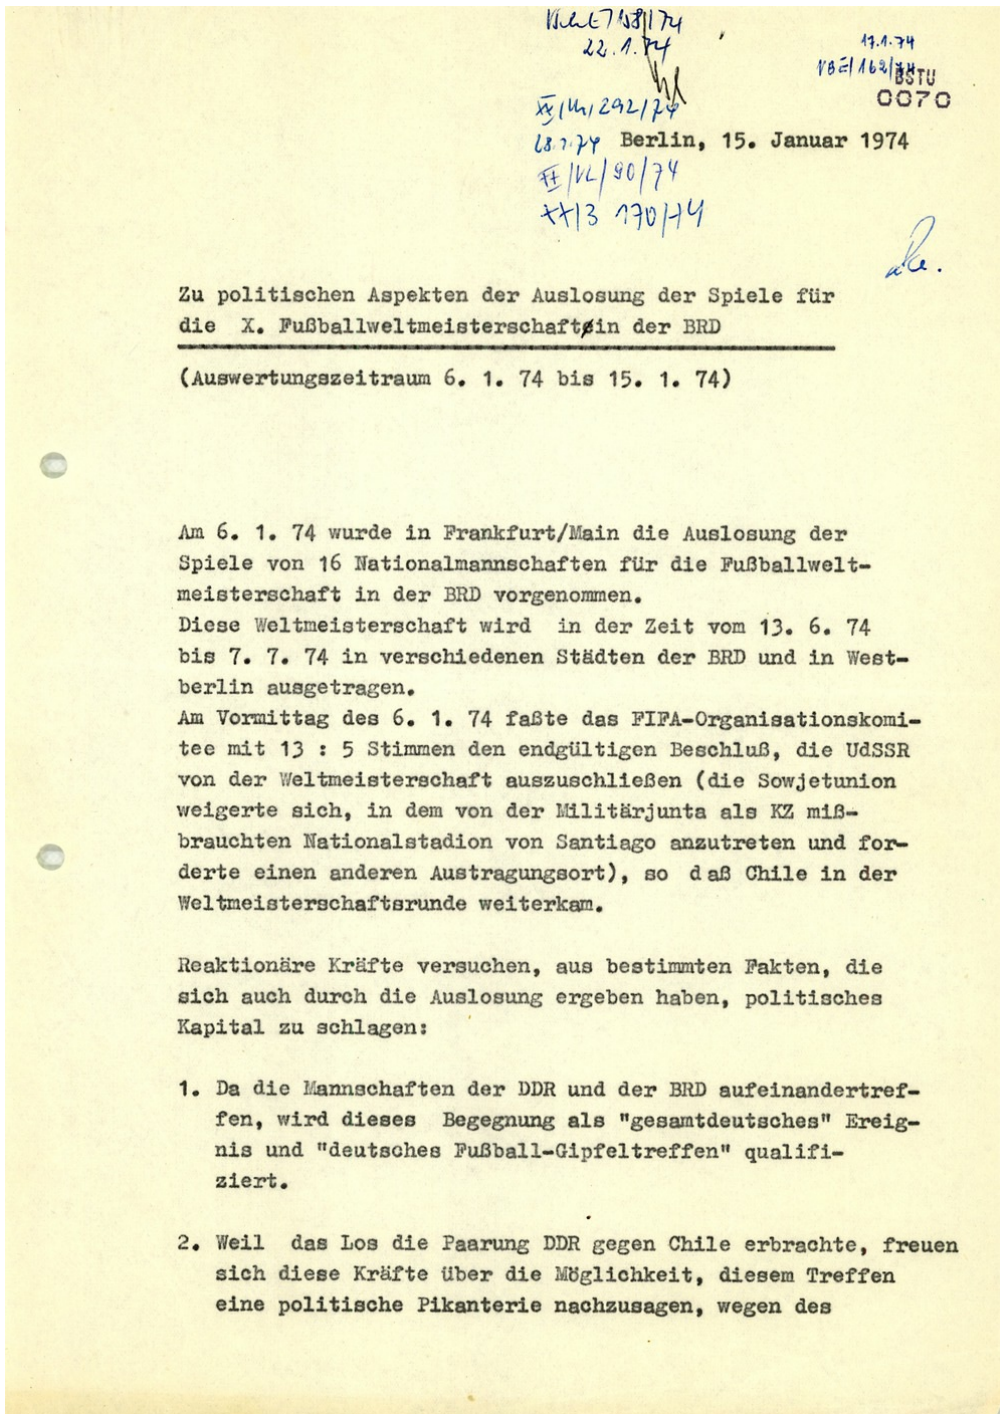 22.1.74
17.1.74
BSTU
0070
XX/ /292/74
Berlin, 15. Januar 1974
/90/74
XX/3 170/74
Zu politischen Aspekten der Auslosung der Spiele für
die X. Fußballweltmeisterschaft in der BRD
(Auswertungszeitraum 6. 1. 74 bis 15. 1. 74)
Am 6. 1. 74 wurde in Frankfurt/Main die Auslosung der
Spiele von 16 Nationalmannschaften für die Fußballwelt-
meisterschaft in der BRD vorgenommen.
Diese Weltmeisterschaft wird in der Zeit vom 13. 6. 74
bis 7. 7. 74 in verschiedenen Städten der BRD und in West-
berlin ausgetragen.
Am Vormittag des 6. 1. 74 faßte das FIFA-Organisationskomi-
tee mit 13 : 5 Stimmen den endgültigen Beschluß, die UdSSR
von der Weltmeisterschaft auszuschließen (die Sowjetunion
weigerte sich, in dem von der Militärjunta als KZ miß-
brauchten Nationalstadion von Santiago anzutreten und for-
derte einen anderen Austragungsort), so daß Chile in der
Weltmeisterschaftsrunde weiterkam.
Reaktionäre Kräfte versuchen, aus bestimmten Fakten, die
sich auch durch die Auslosung ergeben haben, politisches
Kapital zu schlagen:
1. Da die Mannschaften der DDR und der BRD aufeinandertref-
fen, wird dieses Begegnung als "gesamtdeutsches" Ereig-
nis und "deutsches Fußball-Gipfeltreffen" qualifi-
ziert.
2. Weil das Los die Paarung DDR gegen Chile erbrachte, freuen
sich diese Kräfte über die Möglichkeit, diesem Treffen
eine politische Pikanterie nachzusagen, wegen des